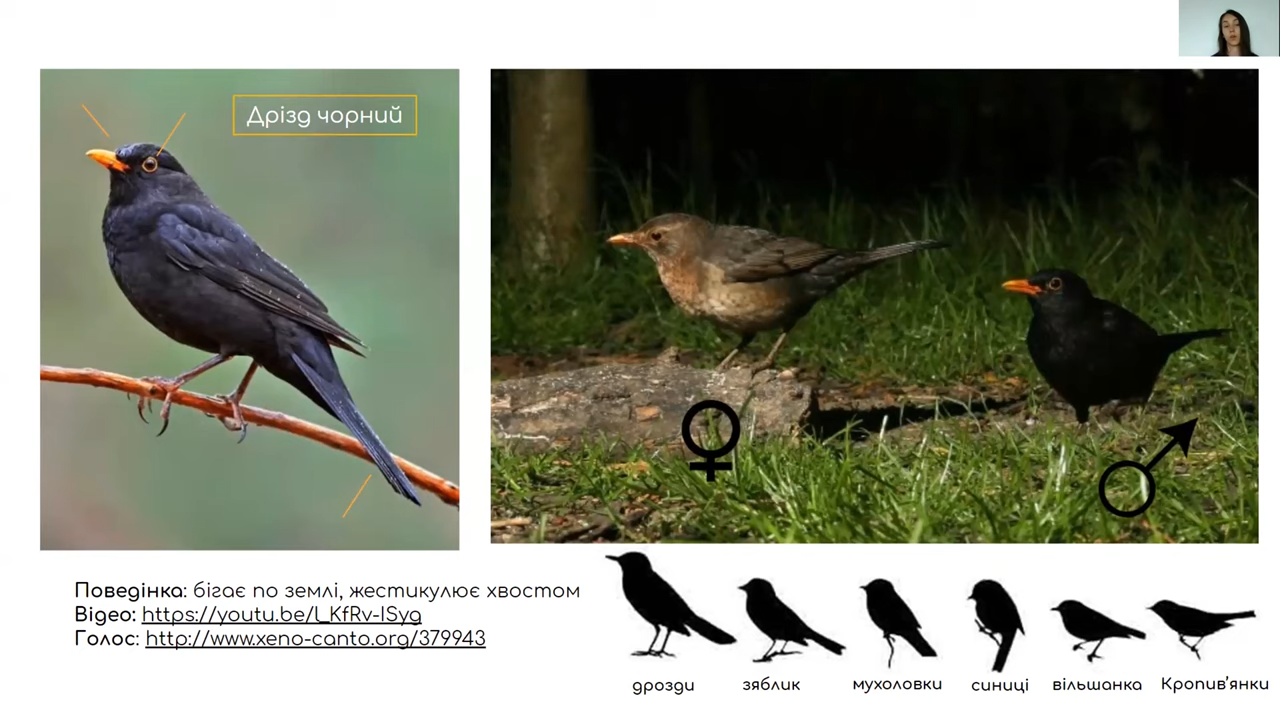 Дрізд чорний
♀
♂
Поведінка: бігає по землі, жестикулює хвостом
Відео: https://youtu.be/L_KfRv-lSyg
Голос: http://www.xeno-canto.org/379943
дрозди зяблик мухоловки синиці вільшанка Кропив'янки